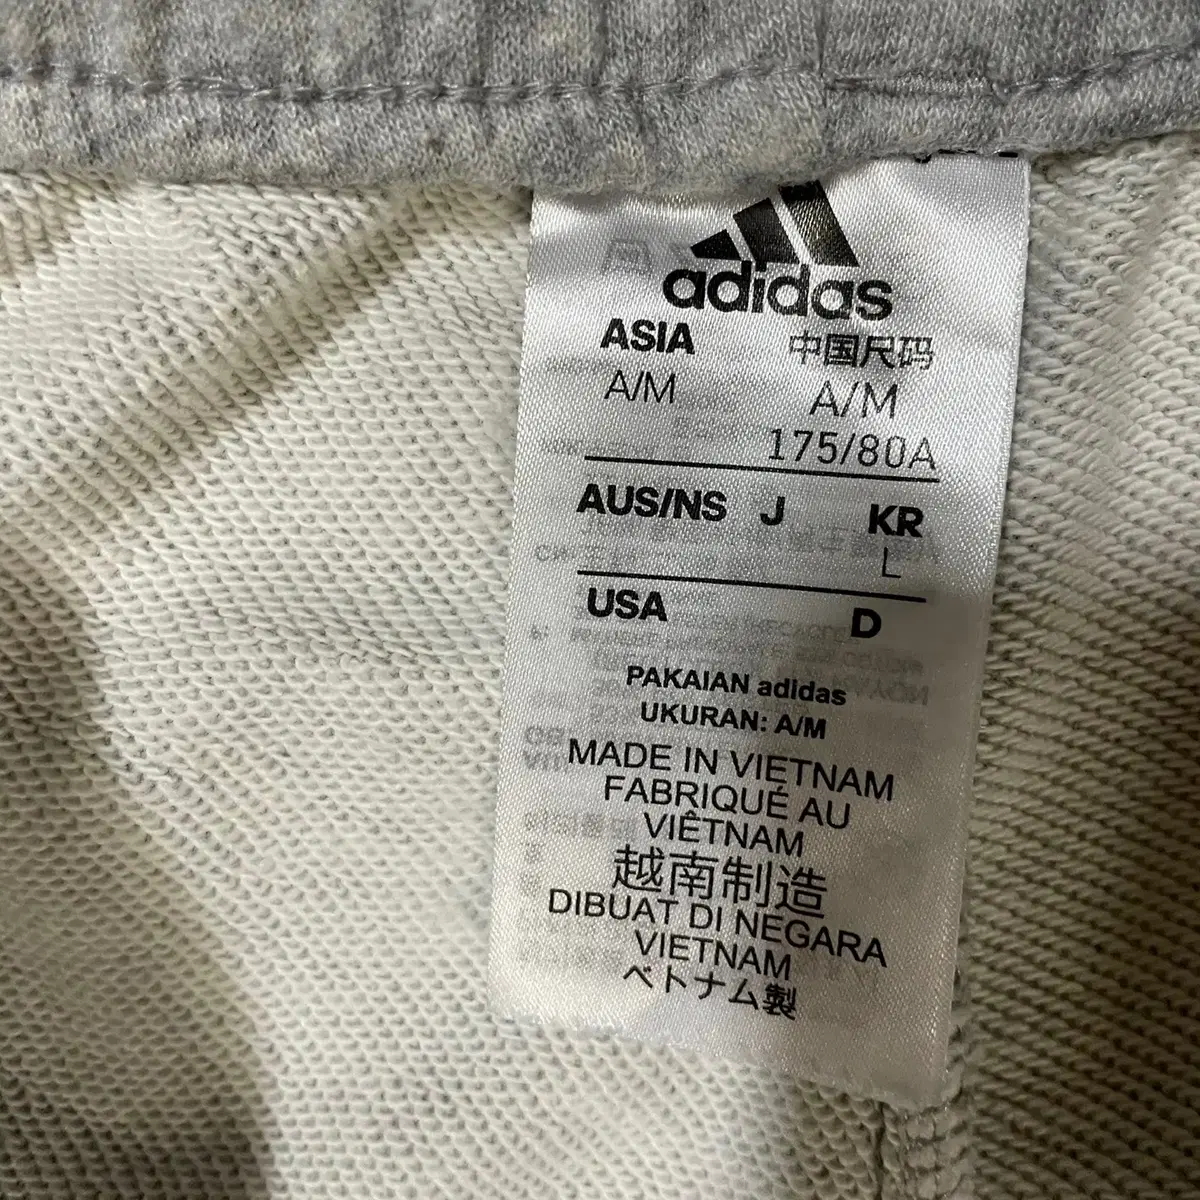 adidas
ASIA 中国尺码
A/M A/M
175/80A
AUS/NS J KR
L
USA D
PAKAIAN adidas
UKURAN: A/M
MADE IN VIETNAM
FABRIQUÉ AU
VIÊTNAM
越南制造
DIBUAT DI NEGARA
VIETNAM
ベトナム製